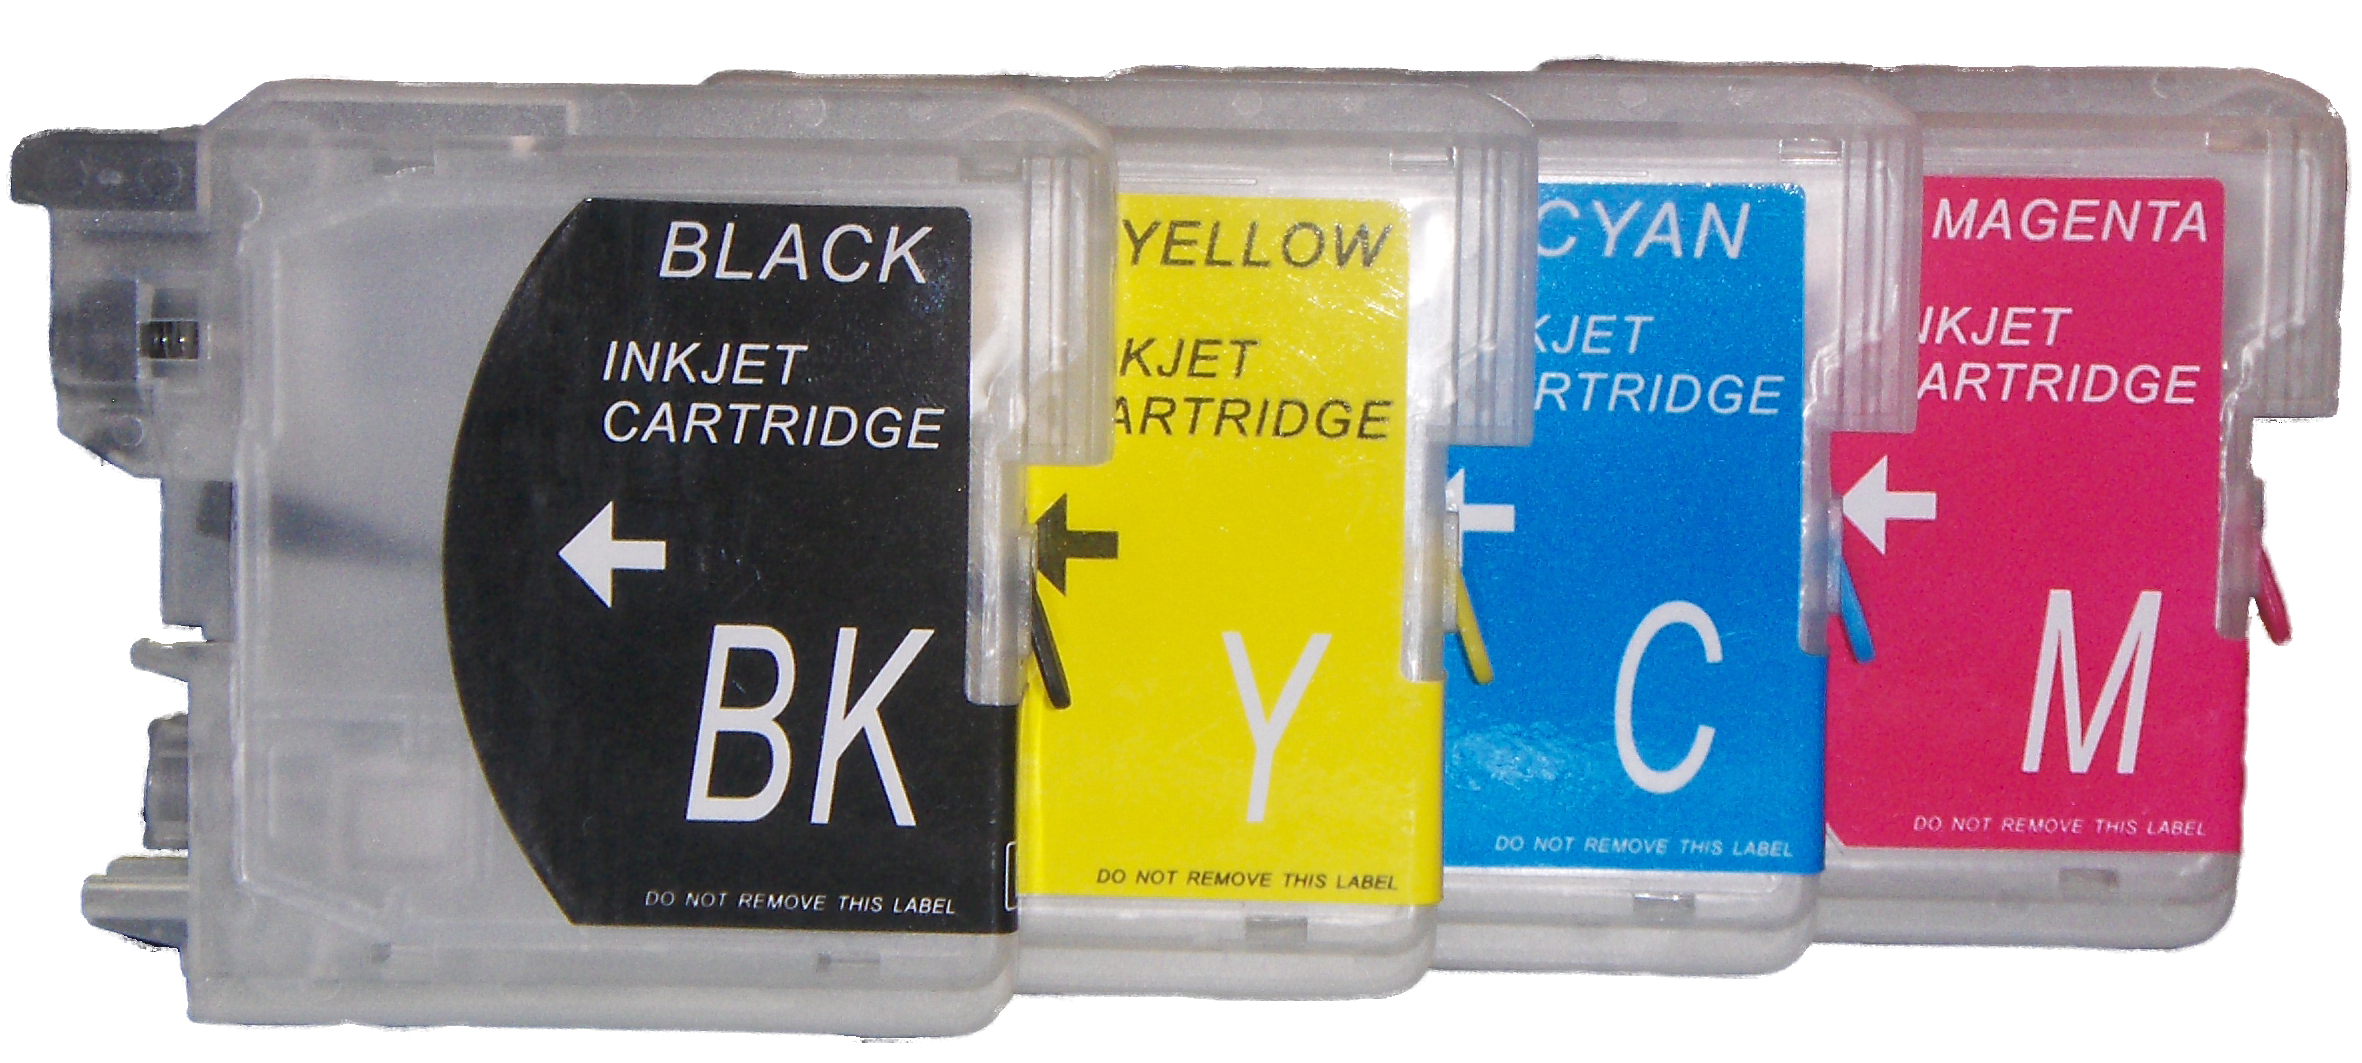 BLACK
INKJET
CARTRIDGE
BK
DO NOT REMOVE THIS LABEL
YELLOW
KJET
ARTRIDGE
Y
DO NOT REMOVE THIS LABEL
CYAN
KJET
RTRIDGE
C
DO NOT REMOVE THIS LABEL
MAGENTA
NKJET
ARTRIDGE
M
DO NOT REMOVE THIS LABEL